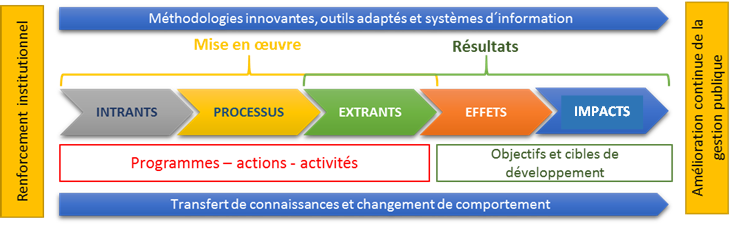 Renforcement institutionnel
Méthodologies innovantes, outils adaptés et systèmes d´information
Mise en œuvre
Résultats
INTRANTS
PROCESSUS
EXTRANTS
EFFETS
IMPACTS
Programmes – actions - activités
Objectifs et cibles de
développement
Transfert de connaissances et changement de comportement
Amélioration continue de la
gestion publique